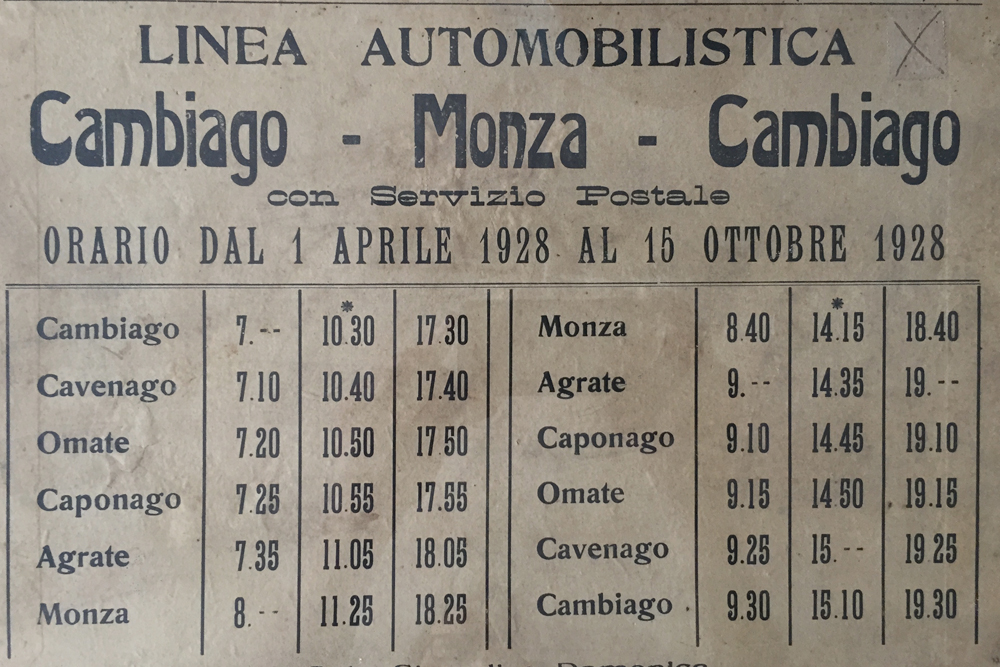 LINEA AUTOMOBILISTICA
Cambiago - Monza - Cambiago
con Servizio Postale
ORARIO DAL 1 APRILE 1928 AL 15 OTTOBRE 1928
* *
Cambiago 7.-- 10.30 17.30 Monza 8.40 14.15 18.40
Cavenago 7.10 10.40 17.40 Agrate 9.-- 14.35 19.--
Omate 7.20 10.50 17.50 Caponago 9.10 14.45 19.10
Caponago 7.25 10.55 17.55 Omate 9.15 14.50 19.15
Agrate 7.35 11.05 18.05 Cavenago 9.25 15.-- 19.25
Monza 8.-- 11.25 18.25 Cambiago 9.30 15.10 19.30